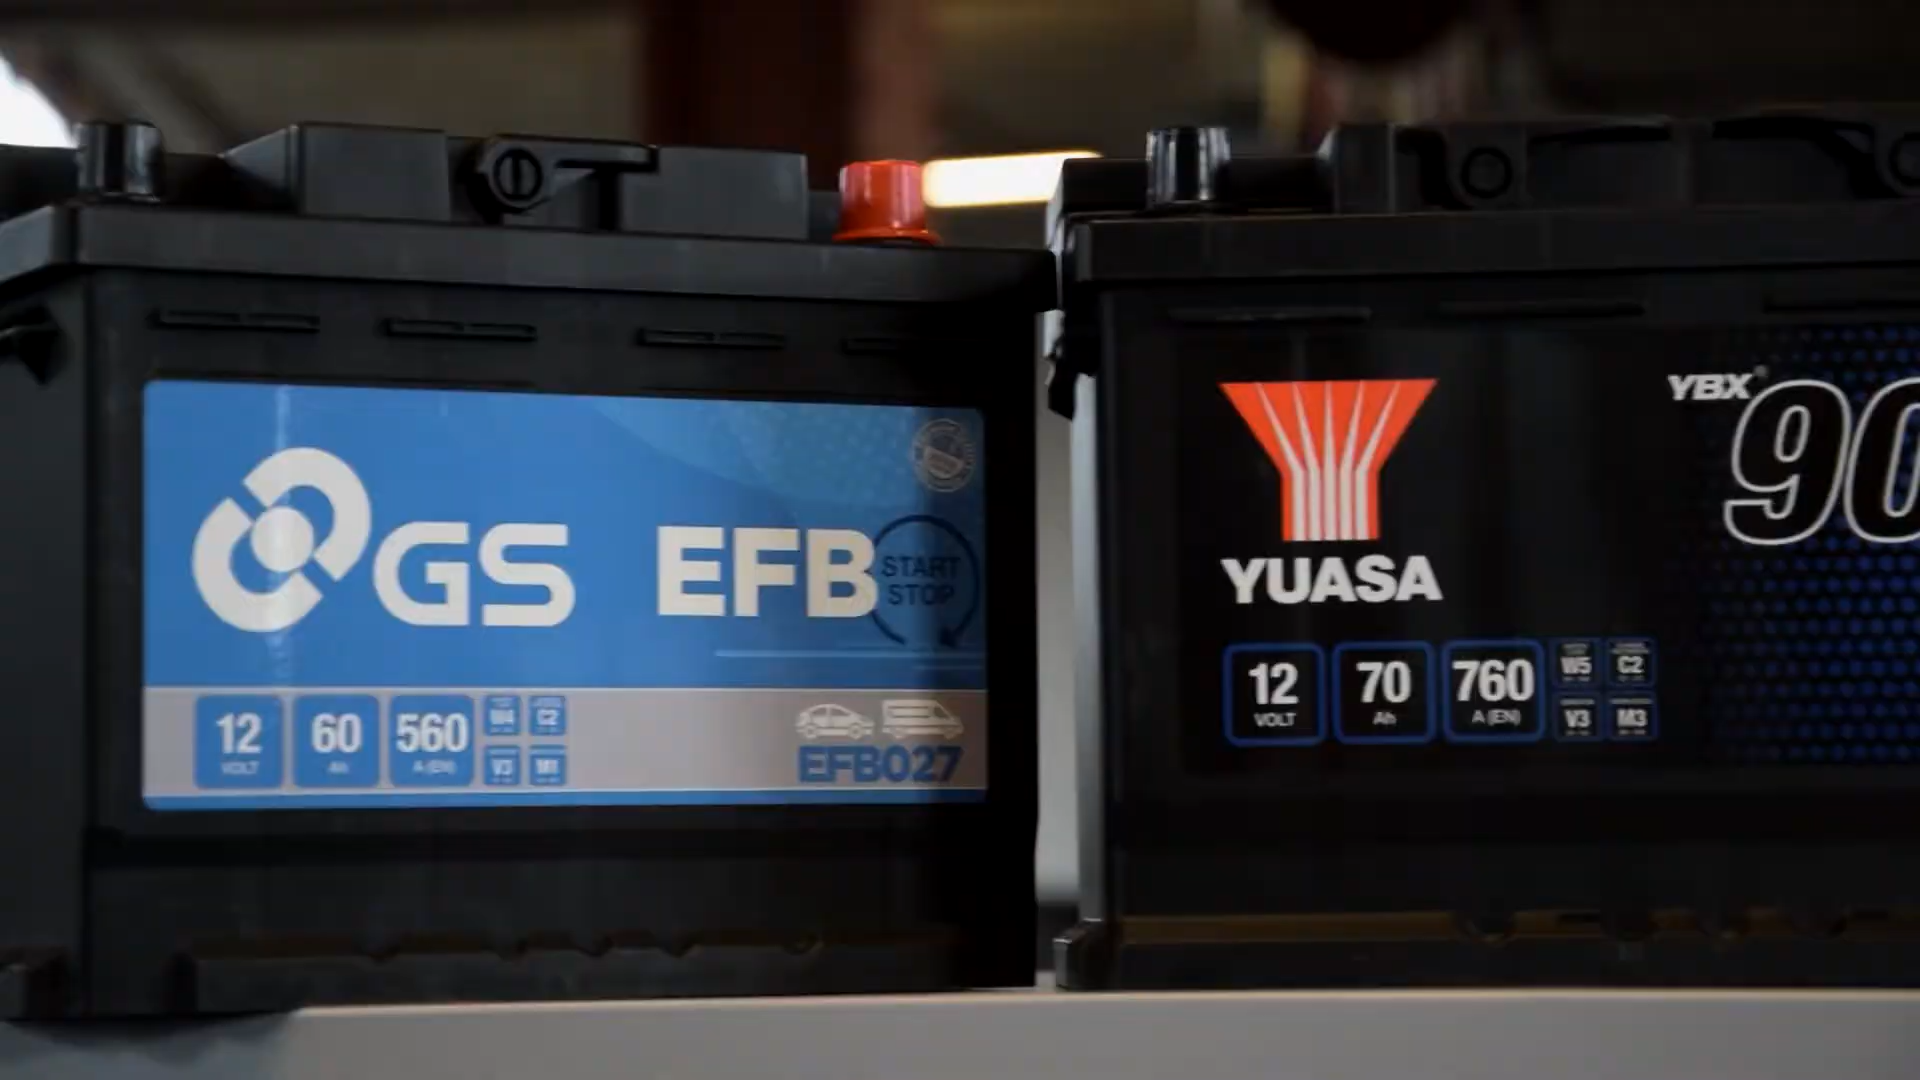 GS EFB
START
STOP
12
VOLT
60
Ah
560
A (EN)
W4
C2
V3
M1
EFB027
YUASA
YBX
90
12
VOLT
70
Ah
760
A (EN)
W5
C2
V3
M3